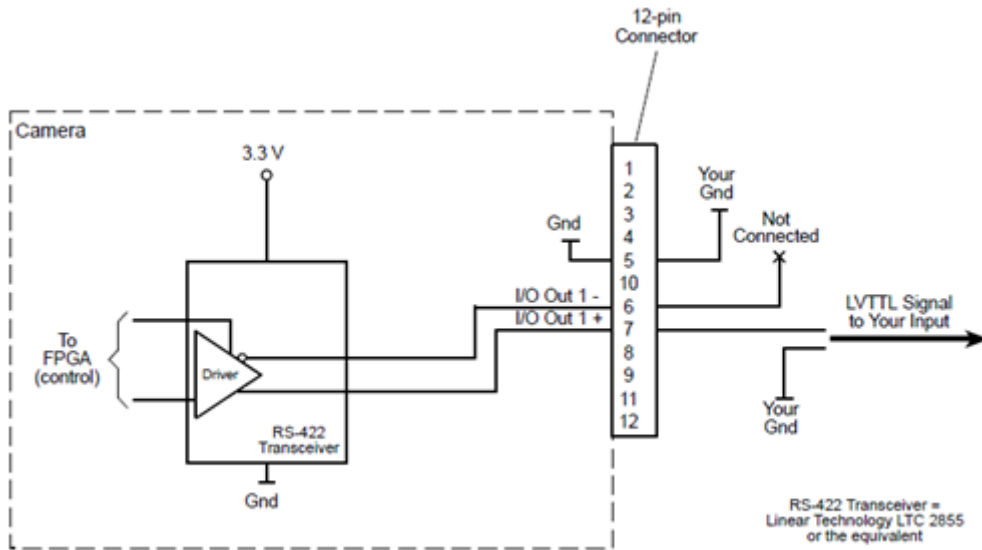 12-pin
Connector
Camera
3.3 V
To
FPGA
(control)
Driver
RS-422
Transceiver
Gnd
I/O Out 1 -
I/O Out 1 +
Gnd
1
2
3
4
5
10
6
7
8
9
11
12
Your
Gnd
Not
Connected
LVTTL Signal
to Your Input
Your
Gnd
RS-422 Transceiver =
Linear Technology LTC 2855
or the equivalent